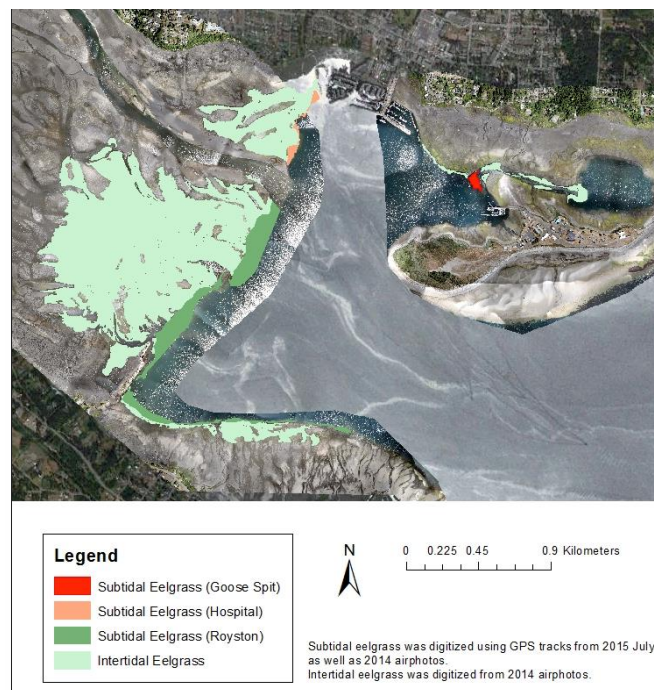 Legend
Subtidal Eelgrass (Goose Spit)
Subtidal Eelgrass (Hospital)
Subtidal Eelgrass (Royston)
Intertidal Eelgrass
N
0 0.225 0.45 0.9 Kilometers
Subtidal eelgrass was digitized using GPS tracks from 2015 July
as well as 2014 airphotos.
Intertidal eelgrass was digitized from 2014 airphotos.